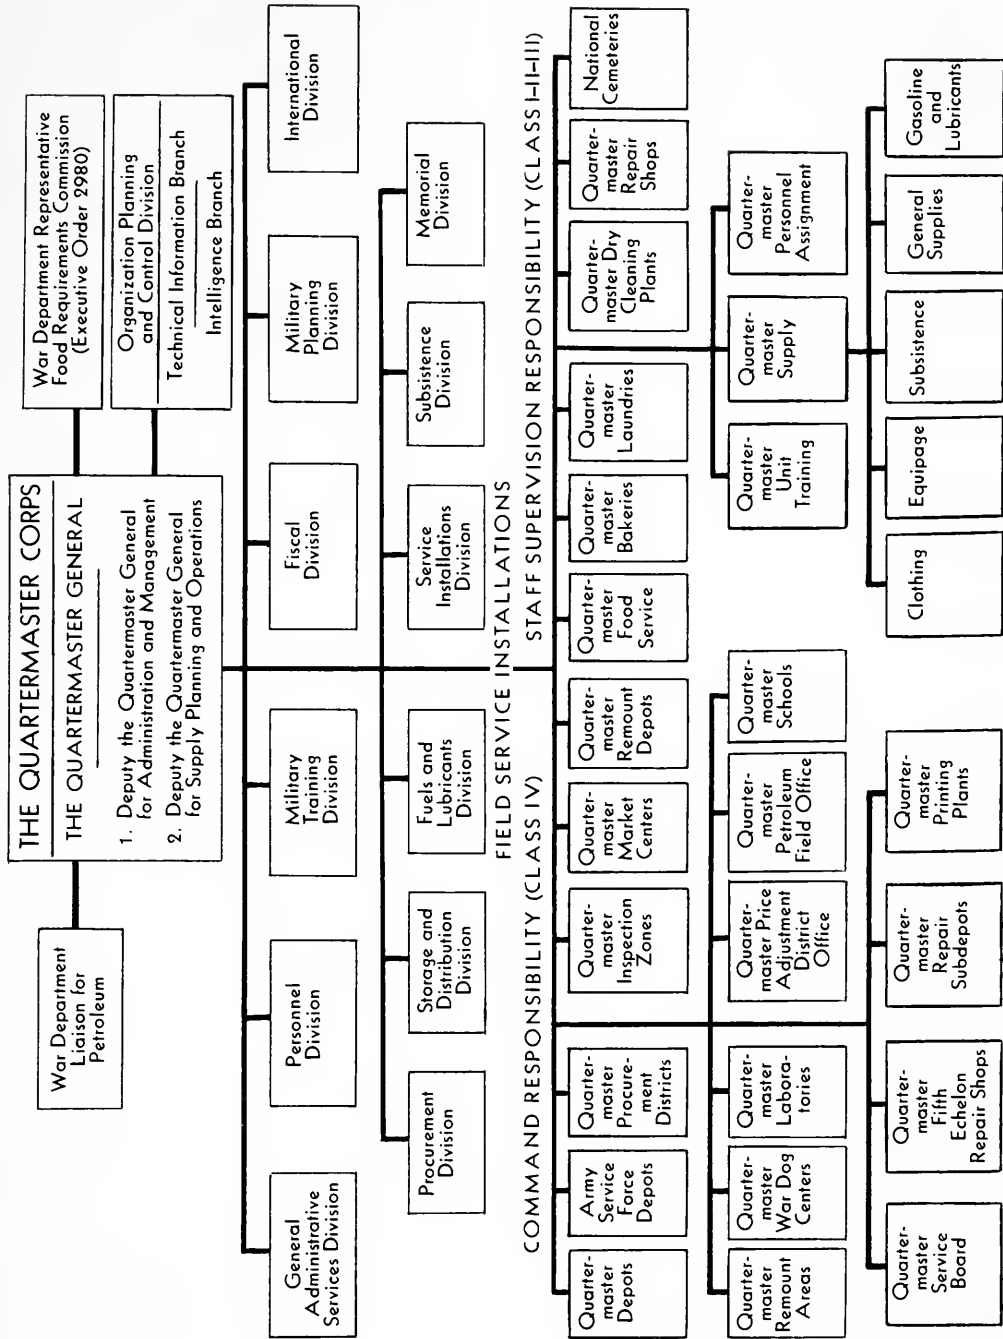 THE QUARTERMASTER CORPS
THE QUARTERMASTER GENERAL
1. Deputy the Quartermaster General
for Administration and Management
2. Deputy the Quartermaster General
for Supply Planning and Operations
War Department
Liaison for
Petroleum
War Department Representative
Food Requirements Commission
(Executive Order 2980)
Organization Planning
and Control Division
Technical Information Branch
Intelligence Branch
General
Administrative
Services Division
Personnel
Division
Military
Training
Division
Fiscal
Division
Military
Planning
Division
International
Division
Procurement
Division
Storage and
Distribution
Division
Fuels and
Lubricants
Division
Service
Installations
Division
Subsistence
Division
Memorial
Division
FIELD SERVICE INSTALLATIONS
COMMAND RESPONSIBILITY (CLASS IV)
STAFF SUPERVISION RESPONSIBILITY (CLASS I-II-III)
Quarter-
master
Depots
Army
Service
Force
Depots
Quarter-
master
Procure-
ment
Districts
Quarter-
master
Inspection
Zones
Quarter-
master
Market
Centers
Quarter-
master
Remount
Depots
Quarter-
master
Food
Service
Quarter-
master
Bakeries
Quarter-
master
Laundries
Quarter-
master Dry
Cleaning
Plants
Quarter-
master
Repair
Shops
National
Cemeteries
Quarter-
master
Remount
Areas
Quarter-
master
War Dog
Centers
Quarter-
master
Labora-
tories
Quarter-
master Price
Adjustment
District
Office
Quarter-
master
Petroleum
Field Office
Quarter-
master
Schools
Quarter-
master
Unit
Training
Quarter-
master
Supply
Quarter-
master
Personnel
Assignment
Quarter-
master
Service
Board
Quarter-
master
Fifth
Echelon
Repair Shops
Quarter-
master
Repair
Subdepots
Quarter-
master
Printing
Plants
Clothing
Equipage
Subsistence
General
Supplies
Gasoline
and
Lubricants